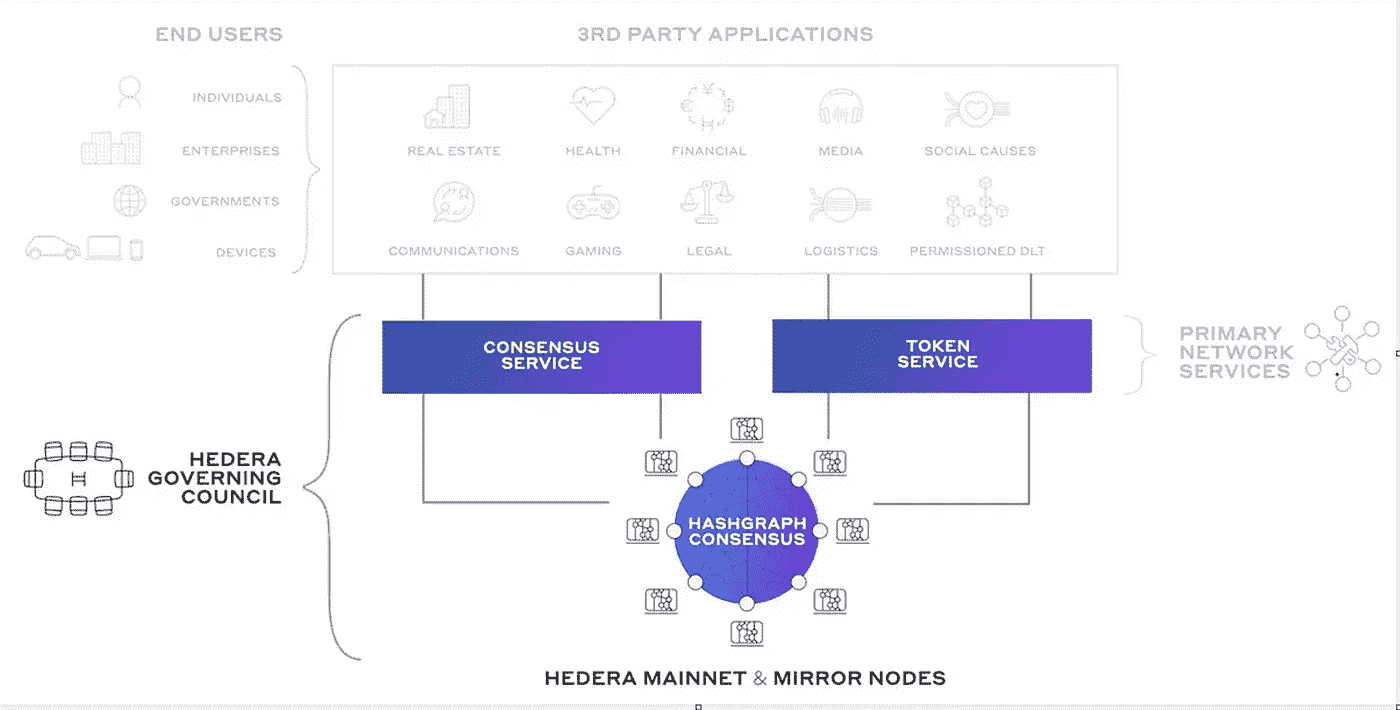 END USERS
3RD PARTY APPLICATIONS
INDIVIDUALS
ENTERPRISES
GOVERNMENTS
DEVICES
REAL ESTATE
HEALTH
FINANCIAL
MEDIA
SOCIAL CAUSES
COMMUNICATIONS
GAMING
LEGAL
LOGISTICS
PERMISSIONED DLT
CONSENSUS
SERVICE
TOKEN
SERVICE
PRIMARY
NETWORK
SERVICES
HEDERA
GOVERNING
COUNCIL
HASHGRAPH
CONSENSUS
HEDERA MAINNET & MIRROR NODES